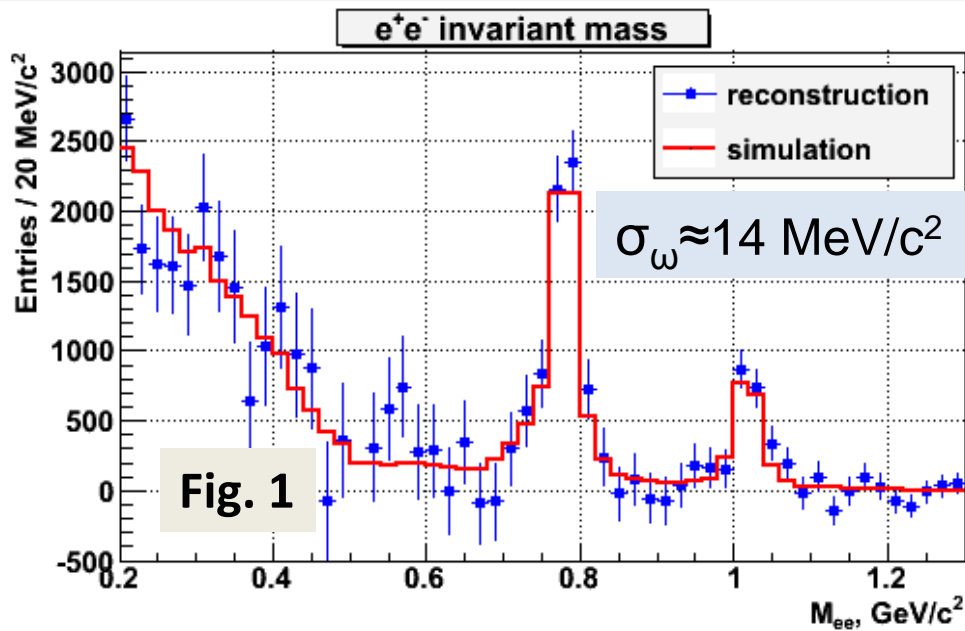 e⁺e⁻ invariant mass
Entries / 20 MeV/c²
3000
2500
2000
1500
1000
500
0
-500
reconstruction
simulation
σω≈14 MeV/c²
Fig. 1
0.2 0.4 0.6 0.8 1 1.2
Mee, GeV/c²